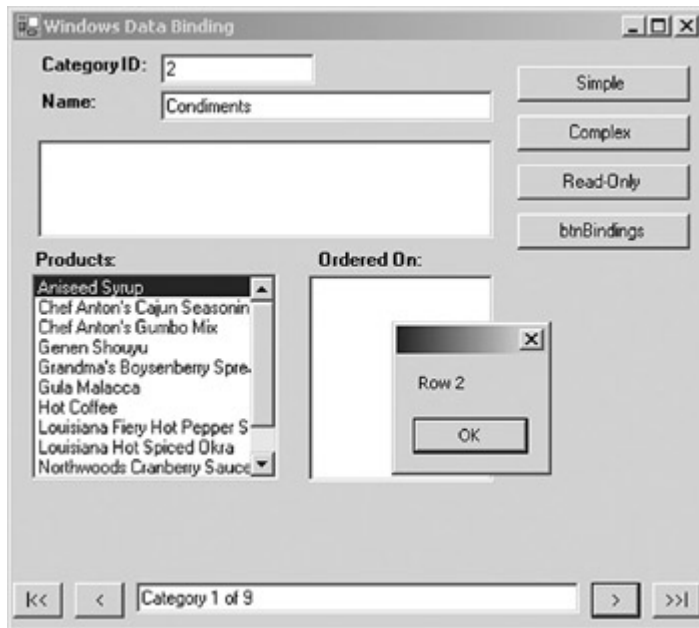 Windows Data Binding
Category ID: 2
Simple
Name: Condiments
Complex
Read-Only
btnBindings
Products:
Ordered On:
Aniseed Syrup
Chef Anton's Cajun Seasonin
Chef Anton's Gumbo Mix
Genen Shouyu
Grandma's Boysenberry Spre
Gula Malacca
Hot Coffee
Louisiana Fiery Hot Pepper S
Louisiana Hot Spiced Okra
Northwoods Cranberry Sauce
Row 2
OK
|<<
<
Category 1 of 9
>
>>|